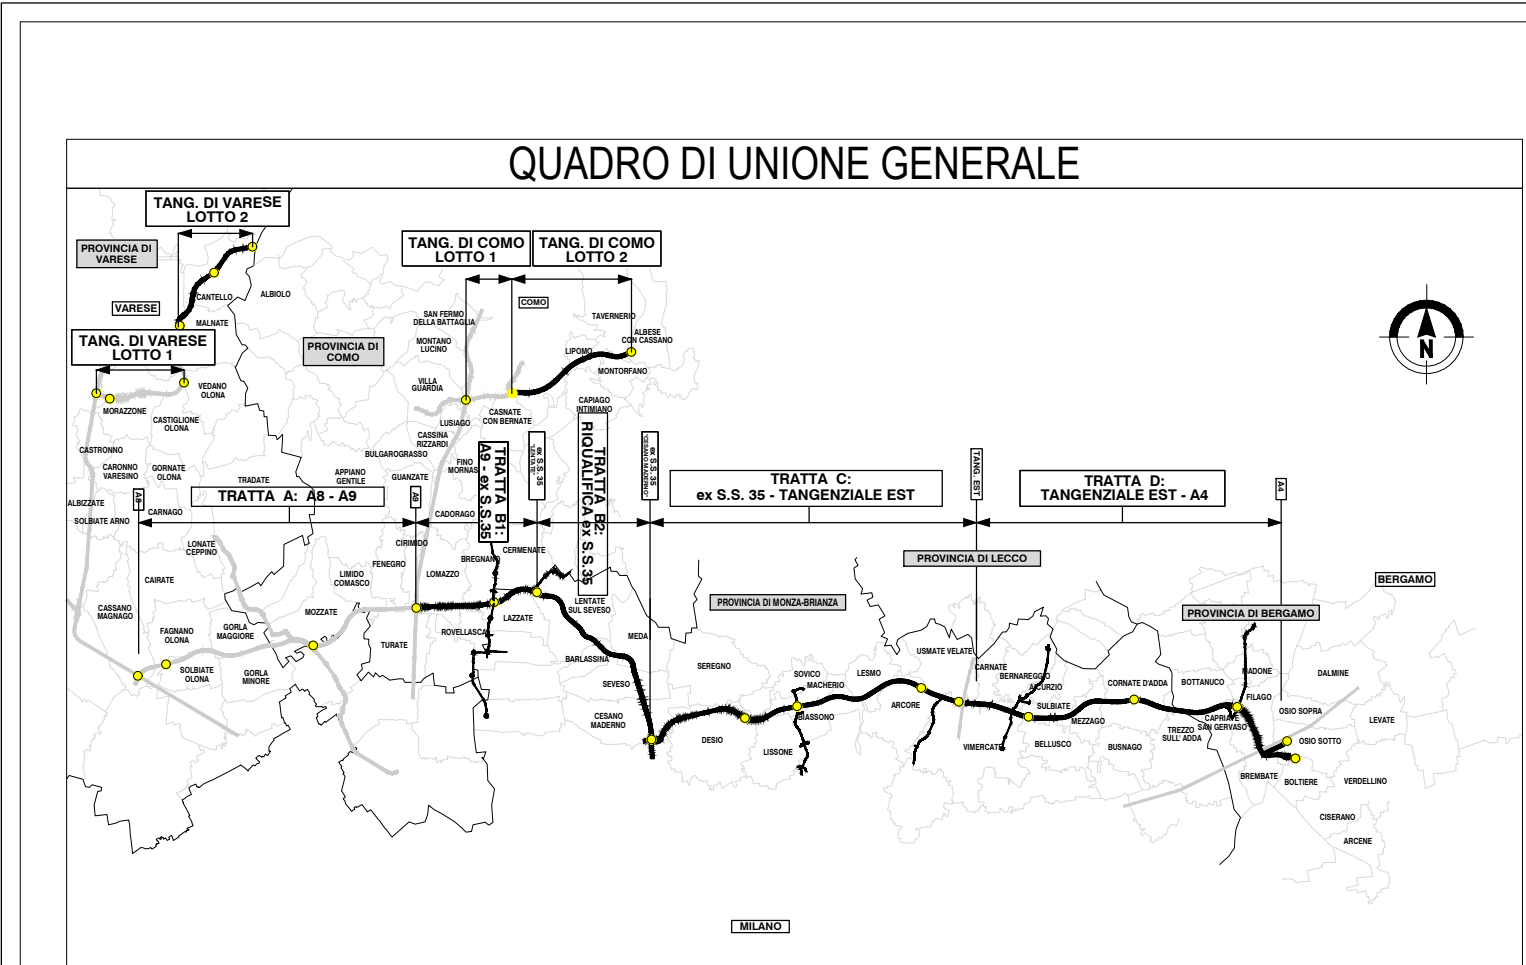 QUADRO DI UNIONE GENERALE
TANG. DI VARESE
LOTTO 2
PROVINCIA DI
VARESE
CANTELLO
ALBIOLO
VARESE
MALNATE
TANG. DI VARESE
LOTTO 1
PROVINCIA DI
COMO
TANG. DI COMO
LOTTO 1
TANG. DI COMO
LOTTO 2
COMO
SAN FERMO
DELLA BATTAGLIA
MONTANO
LUCINO
TAVERNERIO
ALBESE
CON CASSANO
LIPOMO
MONTORFANO
VILLA
GUARDIA
CAPIAGO
INTIMIANO
CASNATE
CON BERNATE
LUSIAGO
CASSINA
RIZZARDI
BULGAROGRASSO
FINO
MORNAS
GUANZATE
APPIANO
GENTILE
VEDANO
OLONA
MORAZZONE
CASTIGLIONE
OLONA
CASTRONNO
CARONNO
VARESINO
GORNATE
OLONA
TRADATE
ALBIZZATE
SOLBIATE ARNO
CARNAGO
A8
TRATTA A: A8 - A9
A9
TRATTA B1:
A9 - ex S.S.35
ex S.S. 35
"LENTATE"
TRATTA B2:
RIQUALIFICA ex S.S.35
ex S.S. 35
"CESANO MADERNO"
TRATTA C:
ex S.S. 35 - TANGENZIALE EST
TANG. EST
TRATTA D:
TANGENZIALE EST - A4
A4
N
LONATE
CEPPINO
CADORAGO
CIRIMIDO
FENEGRO
LOMAZZO
BREGNANO
CERMENATE
LIMIDO
COMASCO
CAIRATE
CASSANO
MAGNAGO
MOZZATE
FAGNANO
OLONA
GORLA
MAGGIORE
SOLBIATE
OLONA
GORLA
MINORE
TURATE
ROVELLASCA
LAZZATE
LENTATE
SUL SEVESO
MEDA
BARLASSINA
SEVESO
CESANO
MADERNO
PROVINCIA DI MONZA-BRIANZA
PROVINCIA DI LECCO
BERGAMO
PROVINCIA DI BERGAMO
SEREGNO
SOVICO
MACHERIO
LESMO
BIASSONO
DESIO
LISSONE
ARCORE
USMATE VELATE
CARNATE
BERNAREGGIO
AICURZIO
SULBIATE
MEZZAGO
VIMERCATE
BELLUSCO
BUSNAGO
CORNATE D'ADDA
BOTTANUCO
TREZZO
SULL' ADDA
MADONE
FILAGO
CAPRIATE
SAN GERVASO
DALMINE
OSIO SOPRA
LEVATE
OSIO SOTTO
BREMBATE
BOLTIERE
VERDELLINO
CISERANO
ARCENE
MILANO